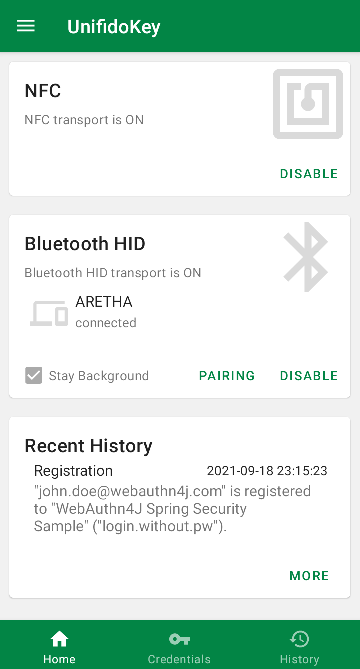 UnifidoKey
NFC
NFC transport is ON
DISABLE
Bluetooth HID
Bluetooth HID transport is ON
ARETHA
connected
Stay Background PAIRING DISABLE
Recent History
Registration 2021-09-18 23:15:23
"john.doe@webauthn4j.com" is registered
to "WebAuthn4J Spring Security
Sample" ("login.without.pw").
MORE
Home Credentials History